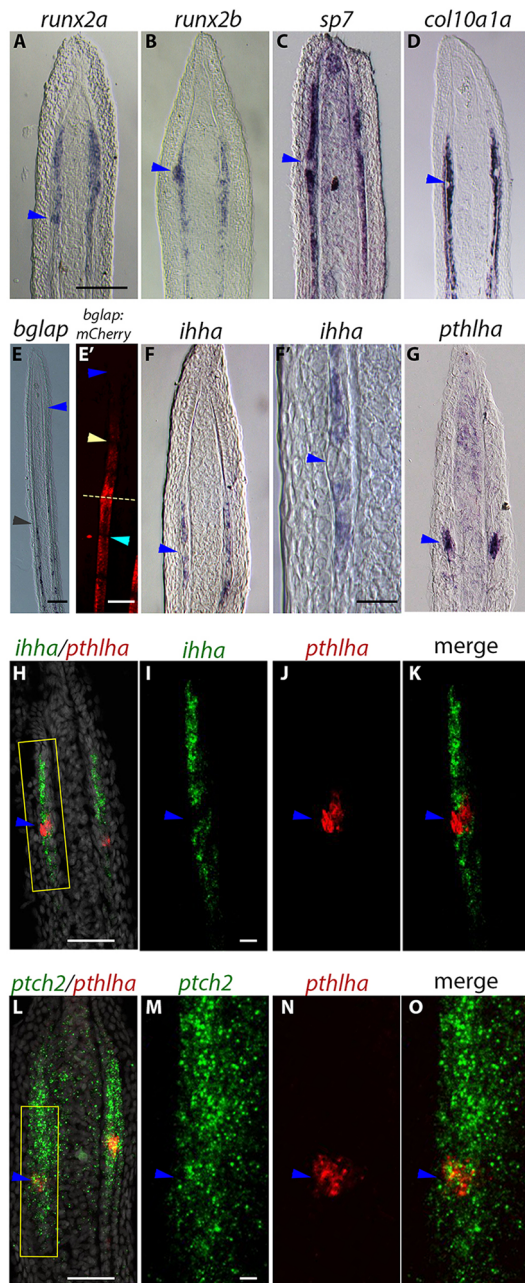 runx2a runx2b sp7 col10a1a
A B C D
bglap bglap: mCherry ihha ihha pthlha
E E' F F' G
ihha/pthlha ihha pthlha merge
H I J K
ptch2/pthlha ptch2 pthlha merge
L M N O